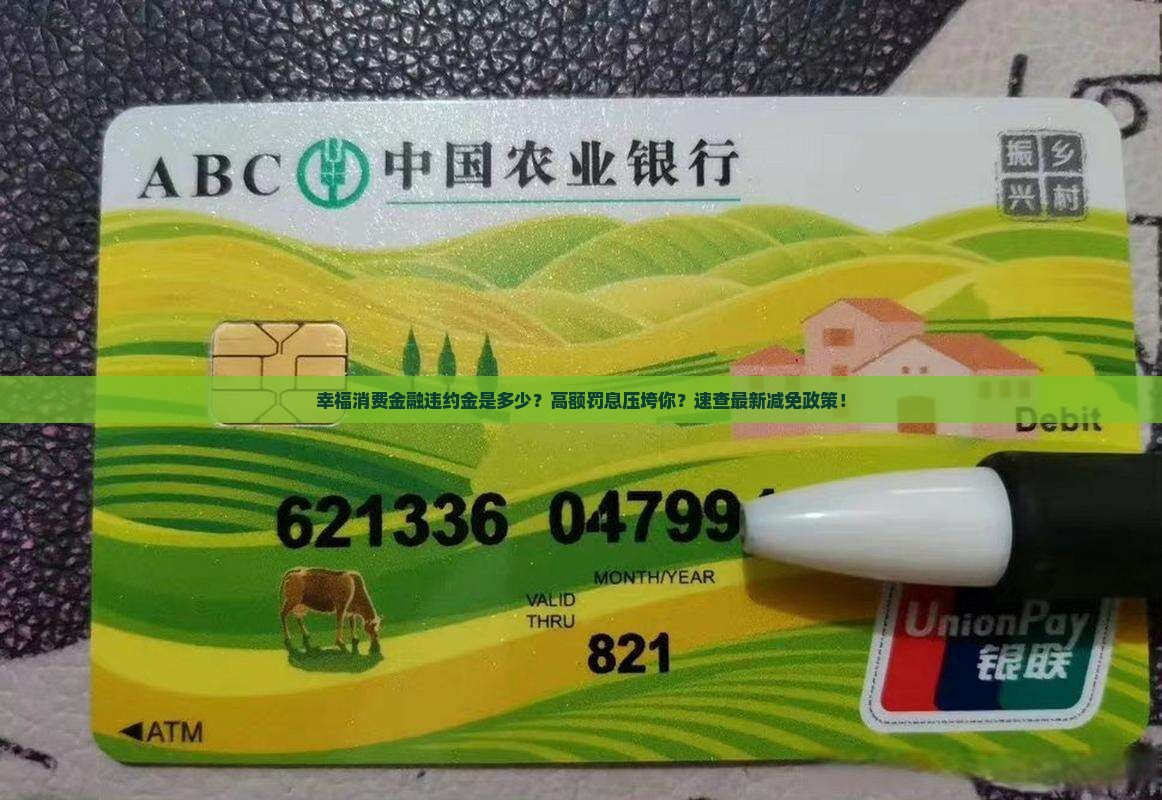 ABC 中国农业银行
振 乡
兴 村
幸福消费金融违约金是多少？高额罚息压垮你？速查最新减免政策！
Debit
621336 04799
MONTH/YEAR
VALID
THRU
821
UnionPay
银联
◀ATM